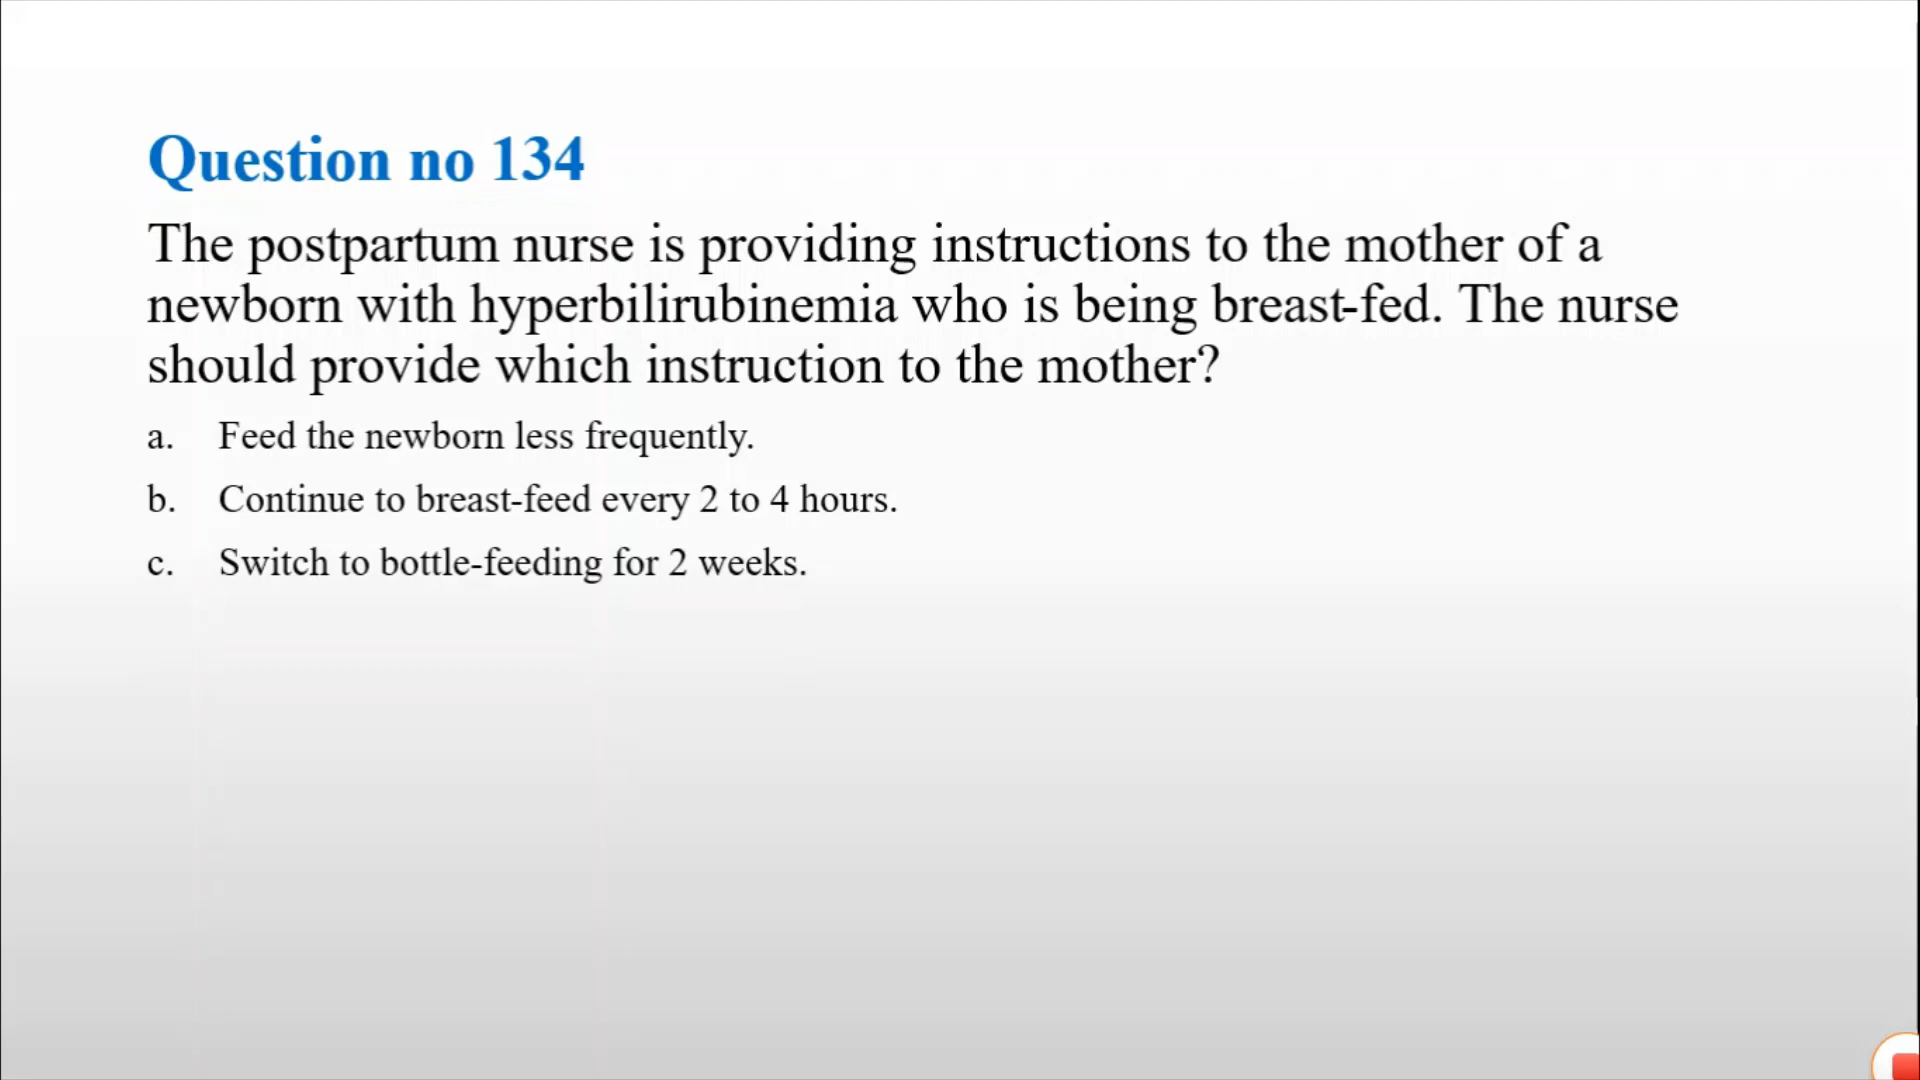 Question no 134
The postpartum nurse is providing instructions to the mother of a
newborn with hyperbilirubinemia who is being breast-fed. The nurse
should provide which instruction to the mother?
a. Feed the newborn less frequently.
b. Continue to breast-feed every 2 to 4 hours.
c. Switch to bottle-feeding for 2 weeks.